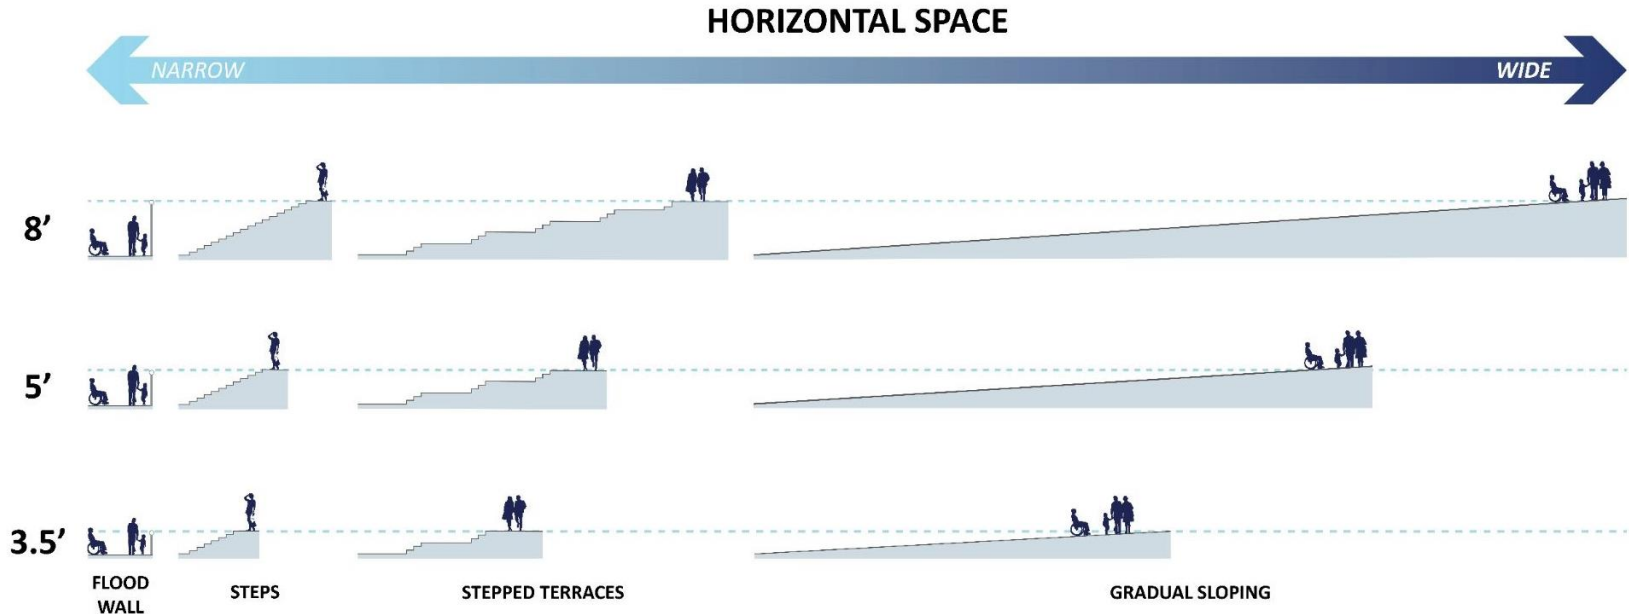 HORIZONTAL SPACE
NARROW
WIDE
8’
5’
3.5’
FLOOD
WALL
STEPS
STEPPED TERRACES
GRADUAL SLOPING